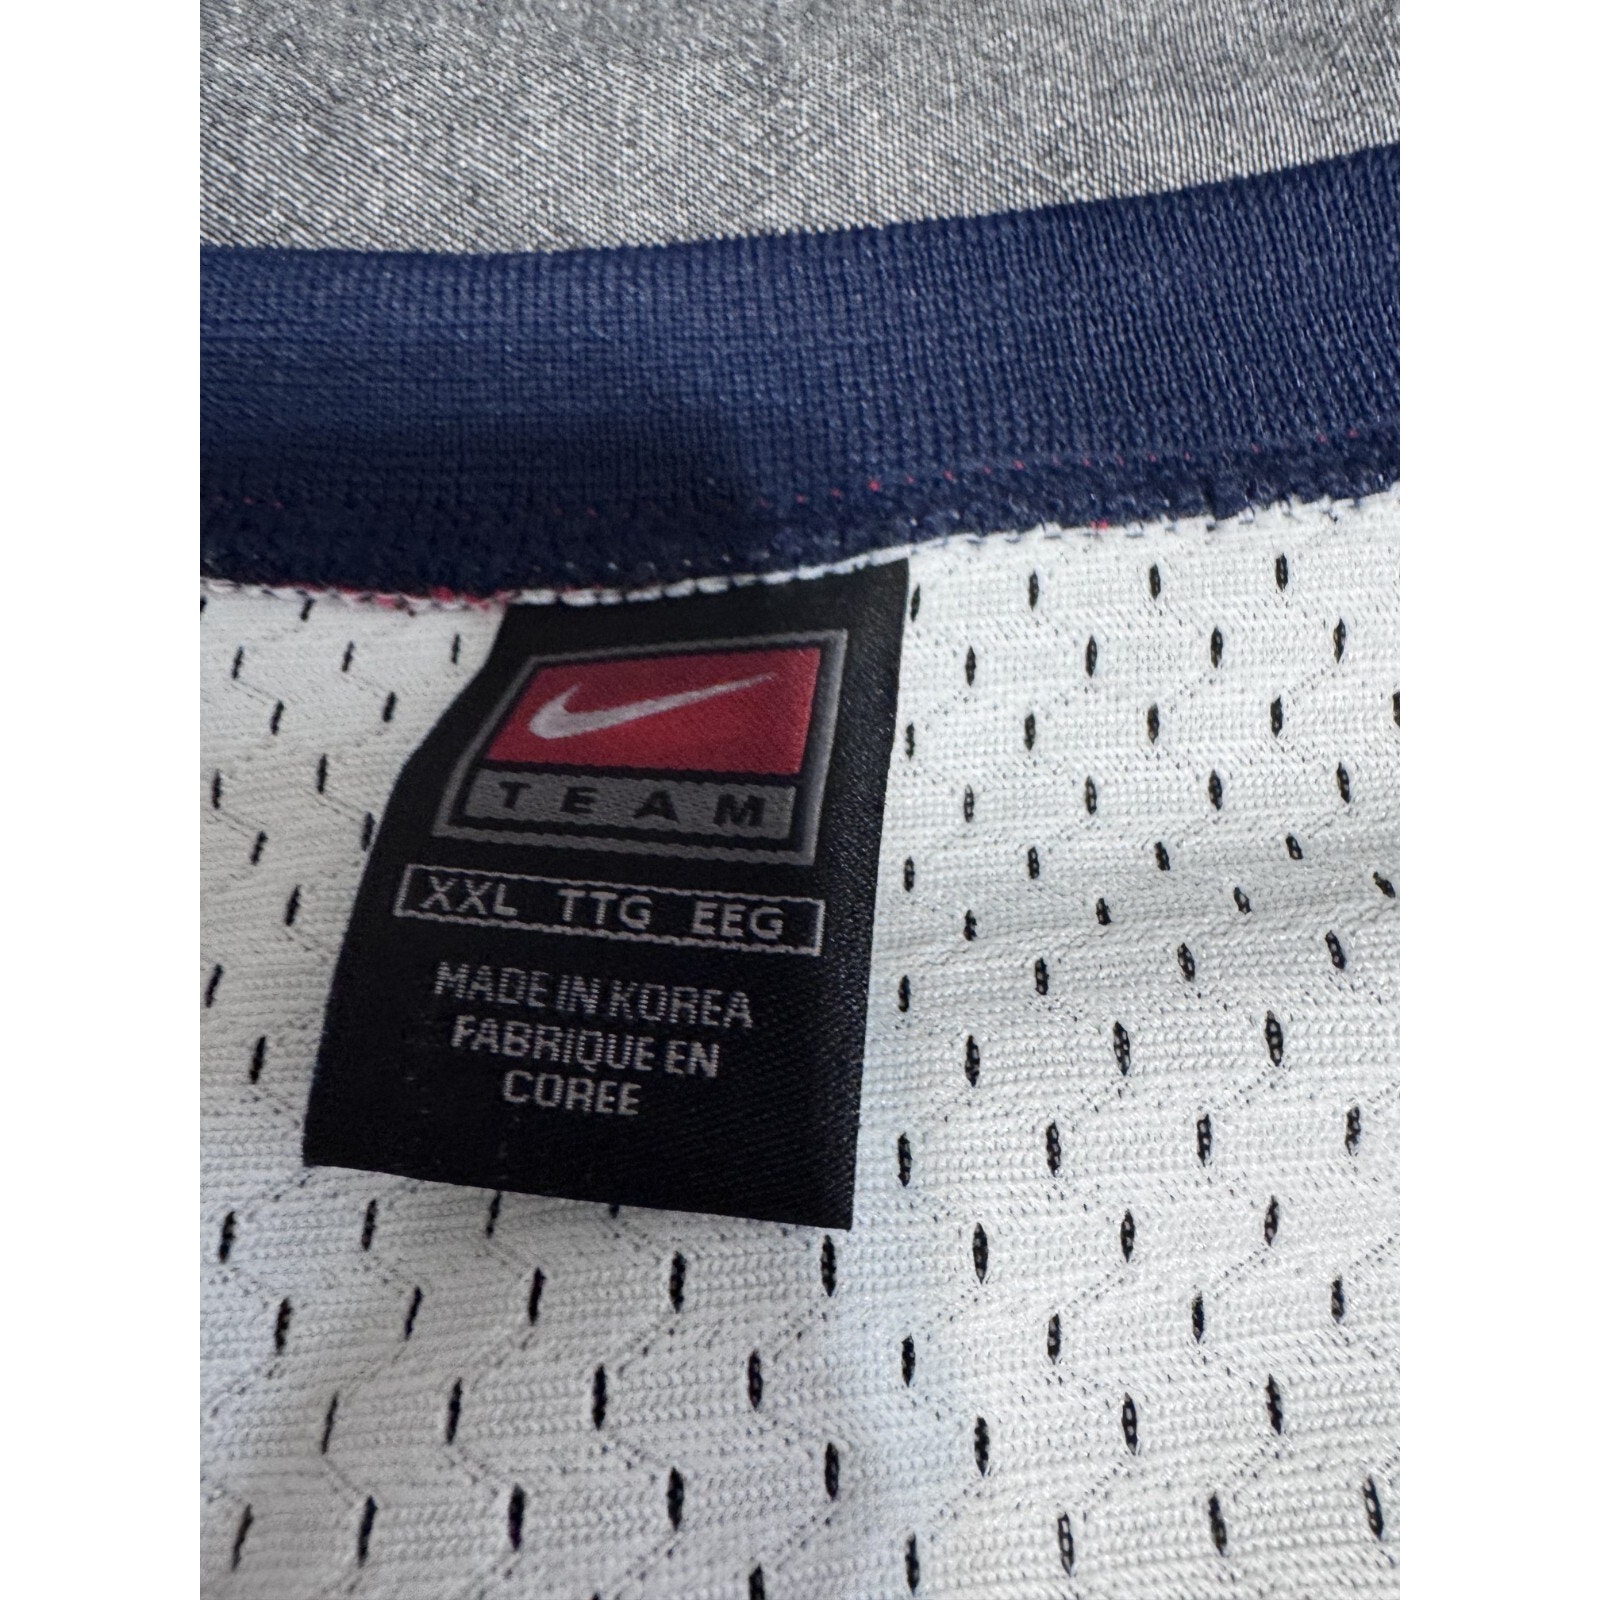 TEAM
XXL TTG EEG
MADE IN KOREA
FABRIQUE EN
COREE